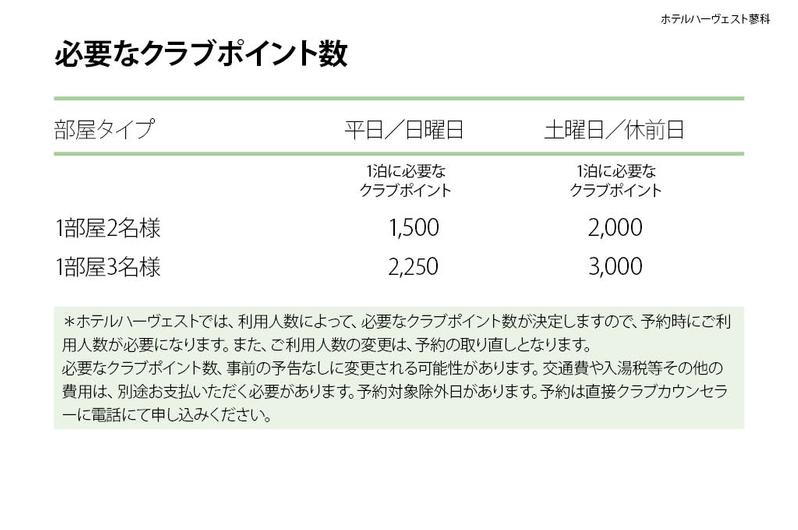 ホテルハーヴェスト蓼科
必要なクラブポイント数
部屋タイプ 平日／日曜日 土曜日／休前日
1泊に必要な 1泊に必要な
クラブポイント クラブポイント
1部屋2名様 1,500 2,000
1部屋3名様 2,250 3,000
＊ホテルハーヴェストでは、利用人数によって、必要なクラブポイント数が決定しますので、予約時にご利
用人数が必要になります。また、ご利用人数の変更は、予約の取り直しとなります。
必要なクラブポイント数、事前の予告なしに変更される可能性があります。交通費や入湯税等その他の
費用は、別途お支払いただく必要があります。予約対象除外日があります。予約は直接クラブカウンセラ
ーに電話にて申し込みください。